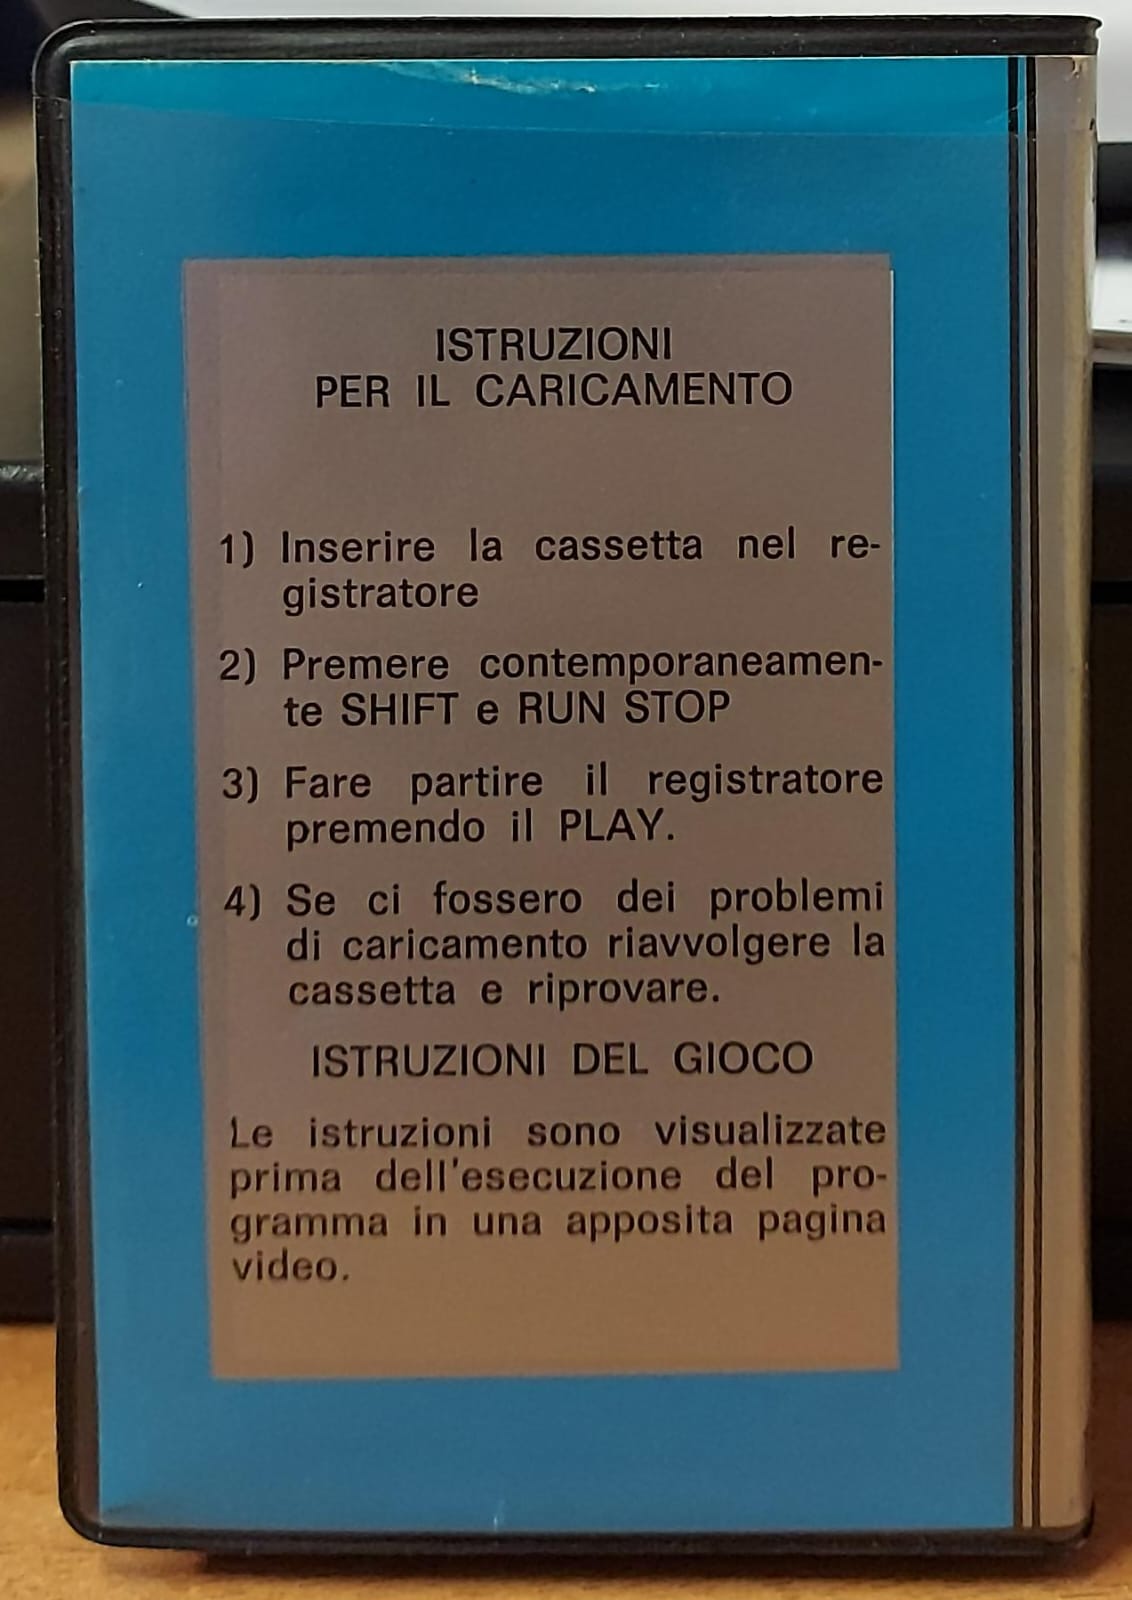 ISTRUZIONI
PER IL CARICAMENTO
1) Inserire la cassetta nel re-
gistratore
2) Premere contemporaneamen-
te SHIFT e RUN STOP
3) Fare partire il registratore
premendo il PLAY.
4) Se ci fossero dei problemi
di caricamento riavvolgere la
cassetta e riprovare.
ISTRUZIONI DEL GIOCO
Le istruzioni sono visualizzate
prima dell'esecuzione del pro-
gramma in una apposita pagina
video.